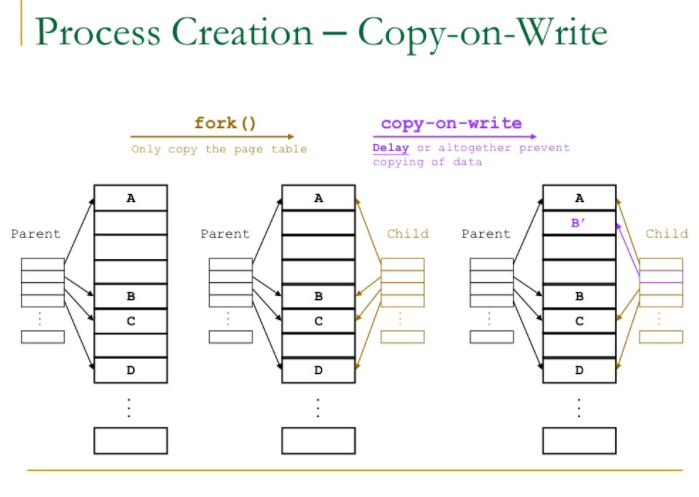 Process Creation – Copy-on-Write
fork()
Only copy the page table
copy-on-write
Delay or altogether prevent
copying of data
Parent
A
B
C
D
Parent
A
B
C
D
Child
Parent
A
B′
B
C
D
Child